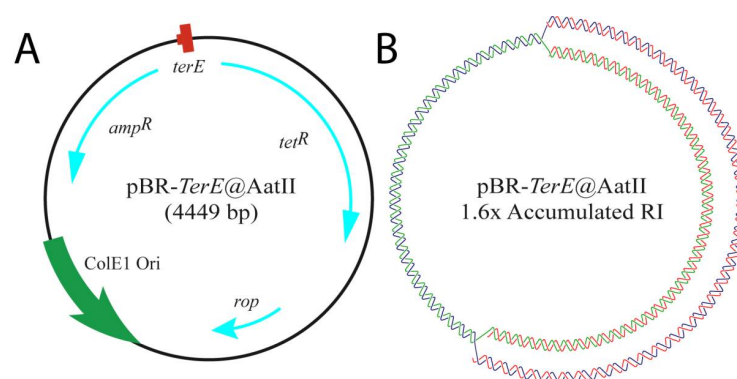 A
terE
ampR
tetR
pBR-TerE@AatII
(4449 bp)
ColE1 Ori
rop
B
pBR-TerE@AatII
1.6x Accumulated RI